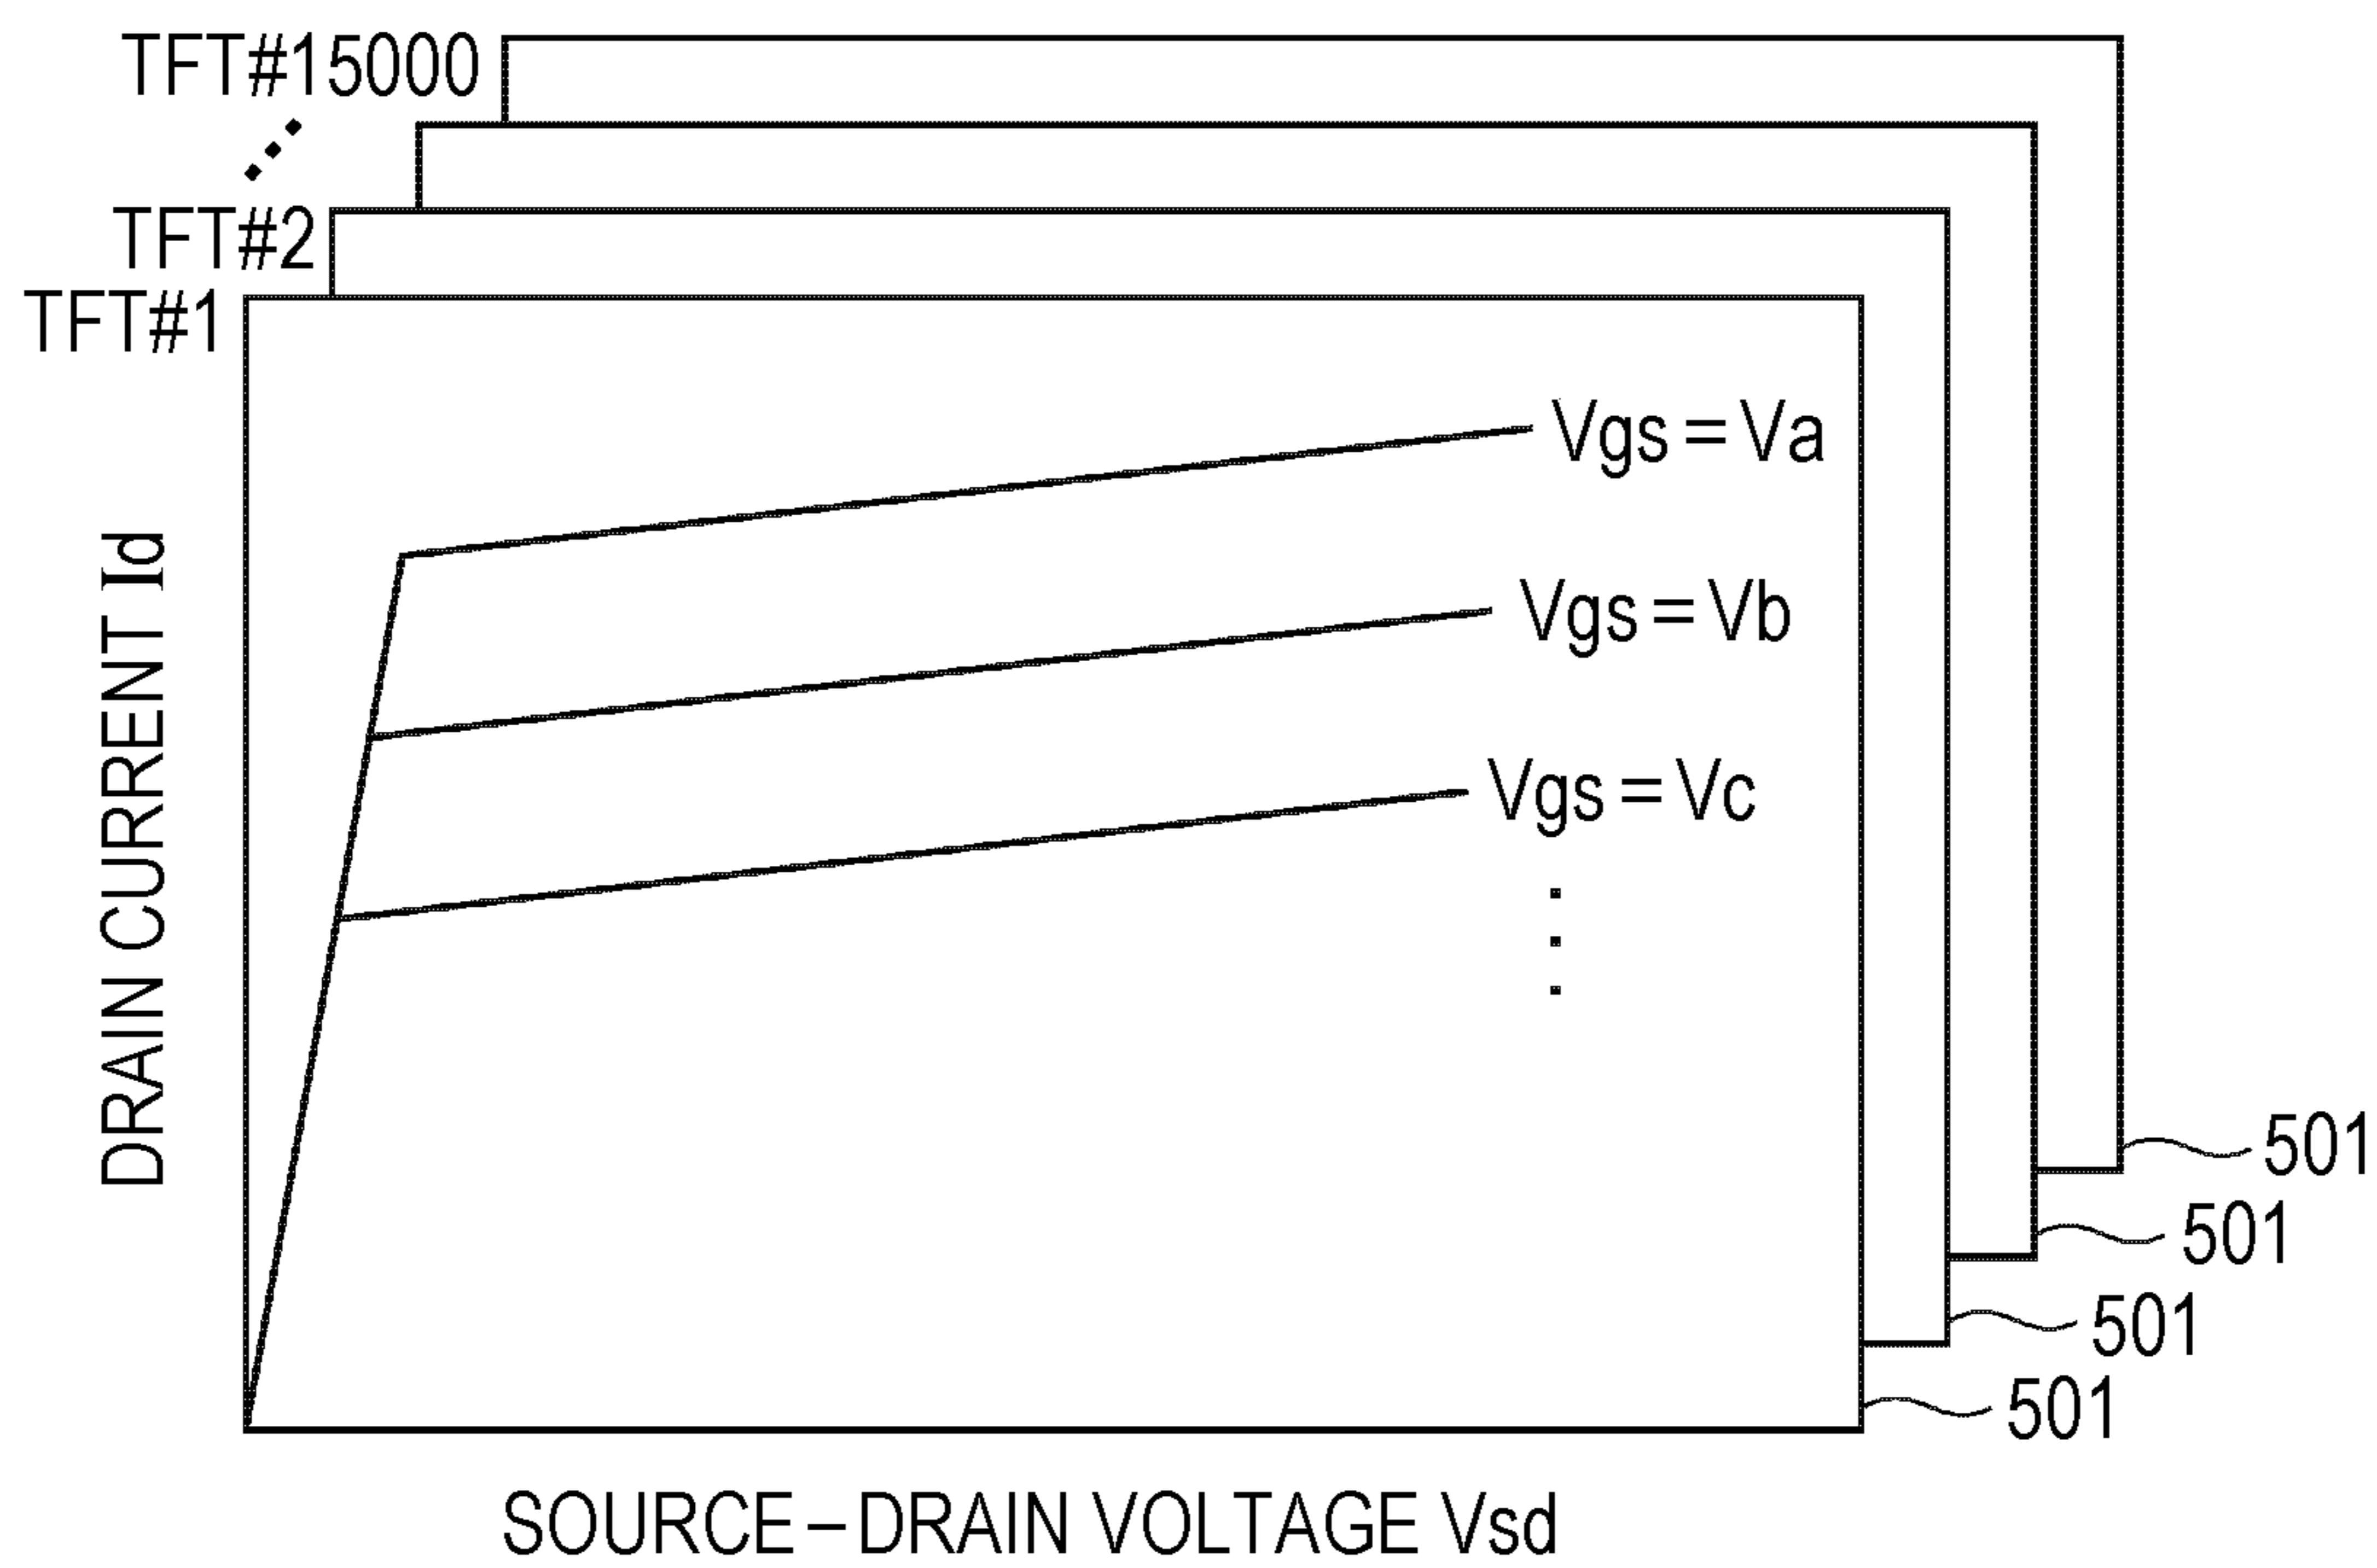 TFT#15000
TFT#2
TFT#1
Vgs = Va
Vgs = Vb
Vgs = Vc
DRAIN CURRENT Id
501
501
501
501
SOURCE – DRAIN VOLTAGE Vsd